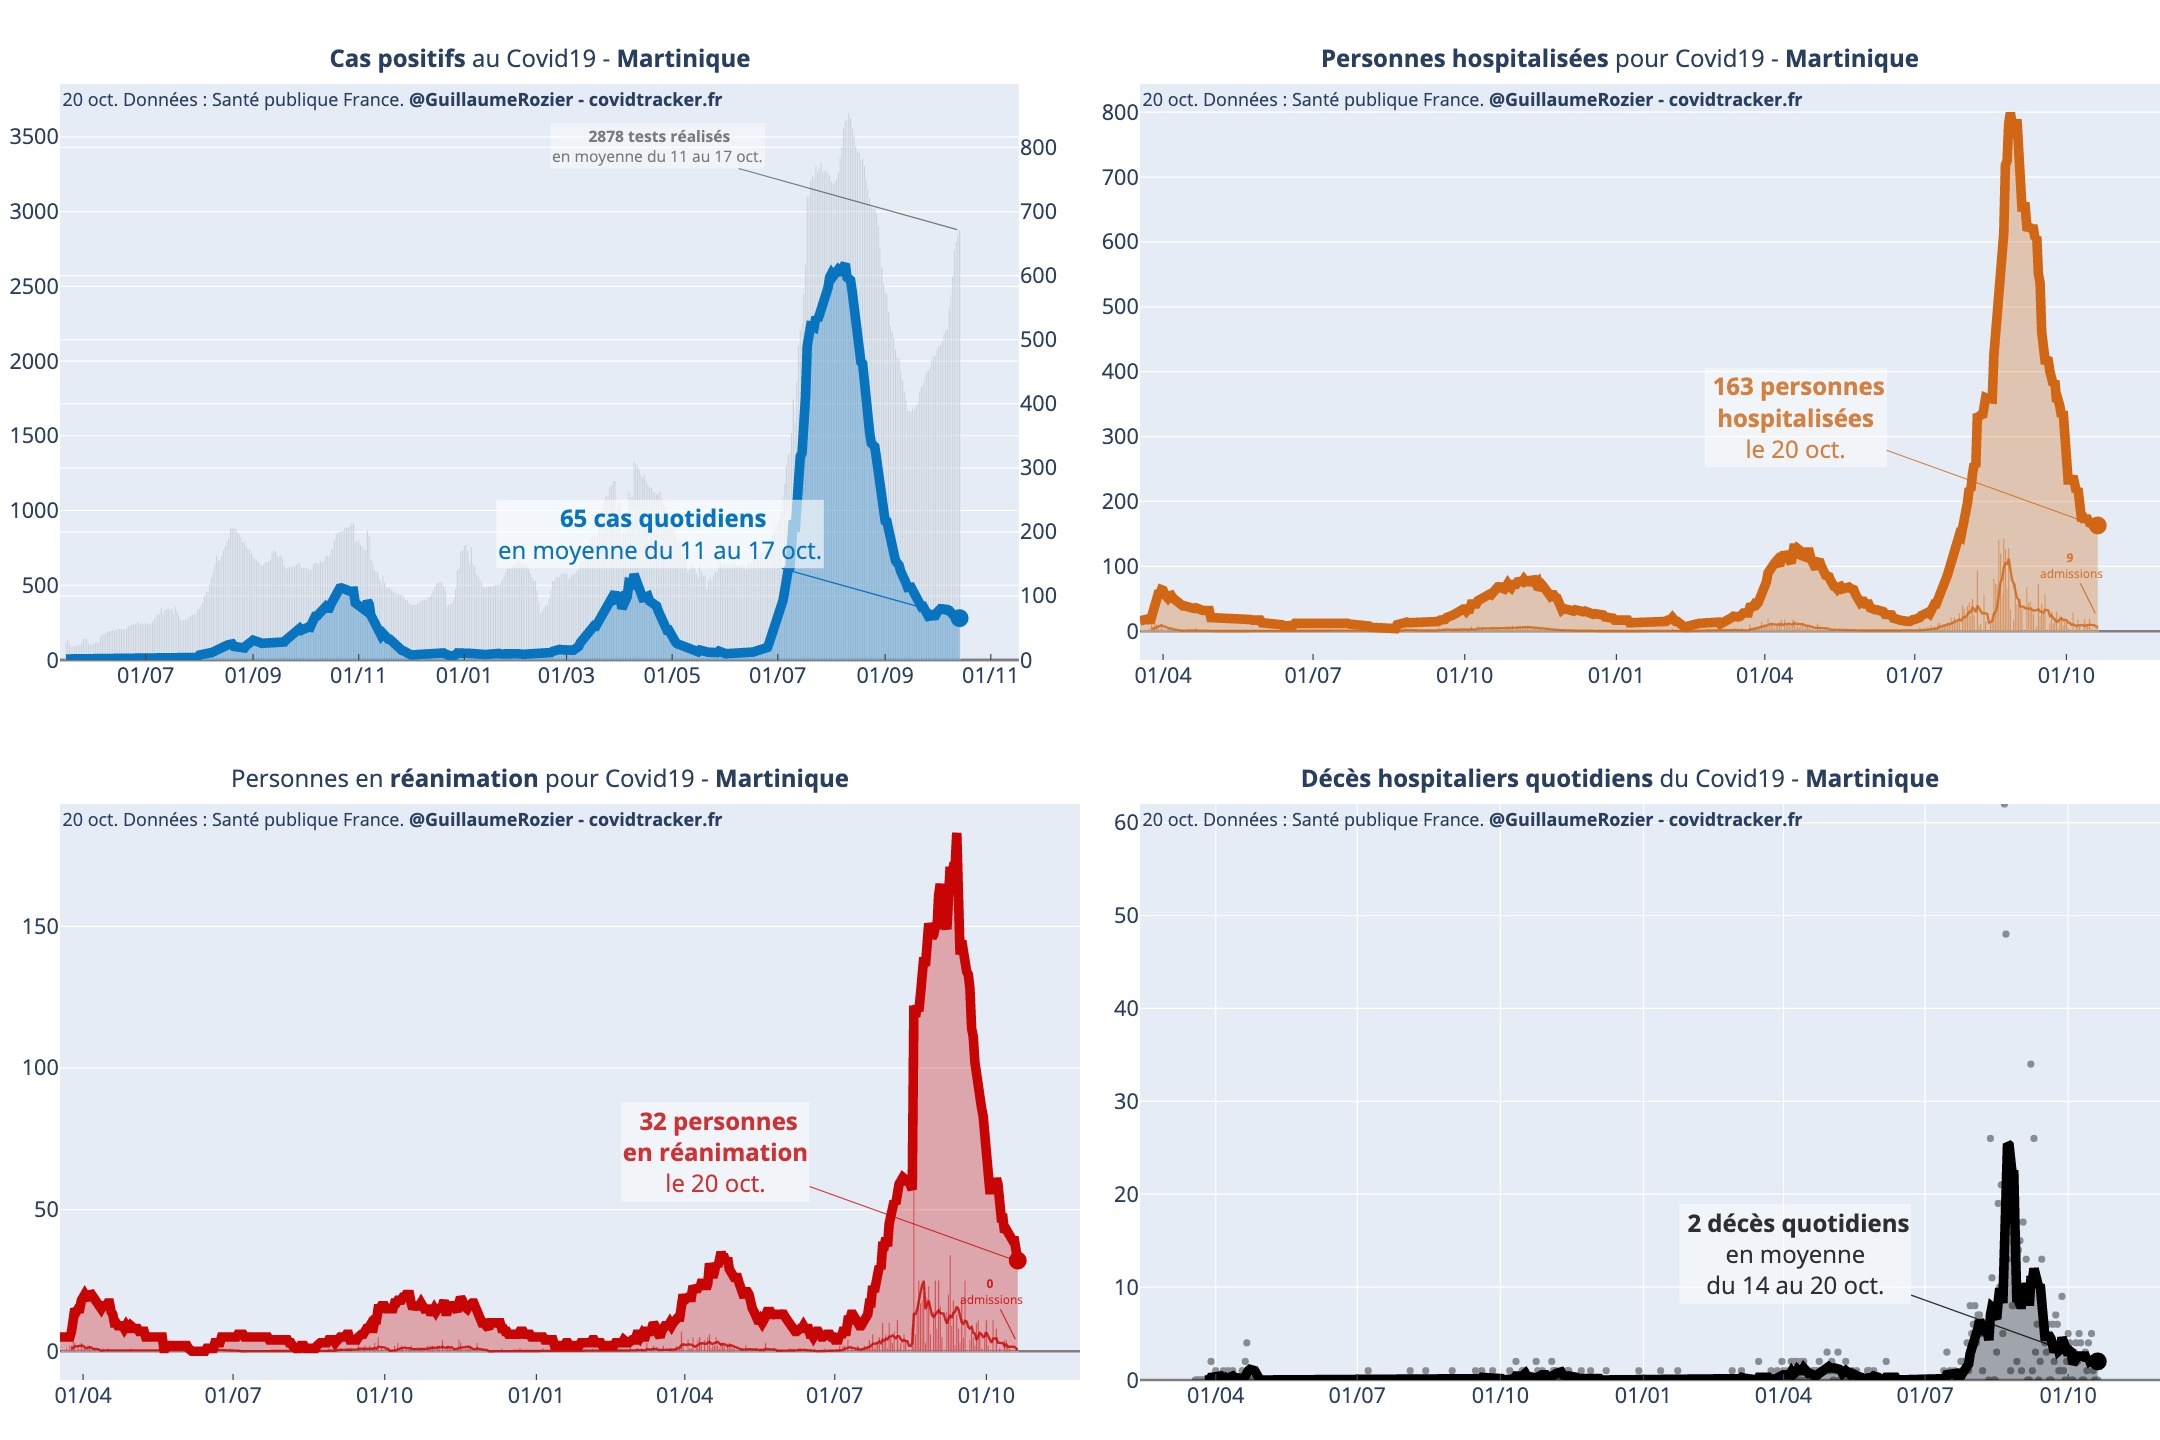 Cas positifs au Covid19 - Martinique
20 oct. Données : Santé publique France. @GuillaumeRozier - covidtracker.fr
2878 tests réalisés
en moyenne du 11 au 17 oct.
65 cas quotidiens
en moyenne du 11 au 17 oct.
3500
3000
2500
2000
1500
1000
500
0
800
700
600
500
400
300
200
100
0
01/07 01/09 01/11 01/01 01/03 01/05 01/07 01/09 01/11
Personnes hospitalisées pour Covid19 - Martinique
20 oct. Données : Santé publique France. @GuillaumeRozier - covidtracker.fr
800
700
600
500
400
300
200
100
0
163 personnes
hospitalisées
le 20 oct.
9
admissions
01/04 01/07 01/10 01/01 01/04 01/07 01/10
Personnes en réanimation pour Covid19 - Martinique
20 oct. Données : Santé publique France. @GuillaumeRozier - covidtracker.fr
150
100
50
0
32 personnes
en réanimation
le 20 oct.
0
admissions
01/04 01/07 01/10 01/01 01/04 01/07 01/10
Décès hospitaliers quotidiens du Covid19 - Martinique
20 oct. Données : Santé publique France. @GuillaumeRozier - covidtracker.fr
60
50
40
30
20
10
0
2 décès quotidiens
en moyenne
du 14 au 20 oct.
01/04 01/07 01/10 01/01 01/04 01/07 01/10